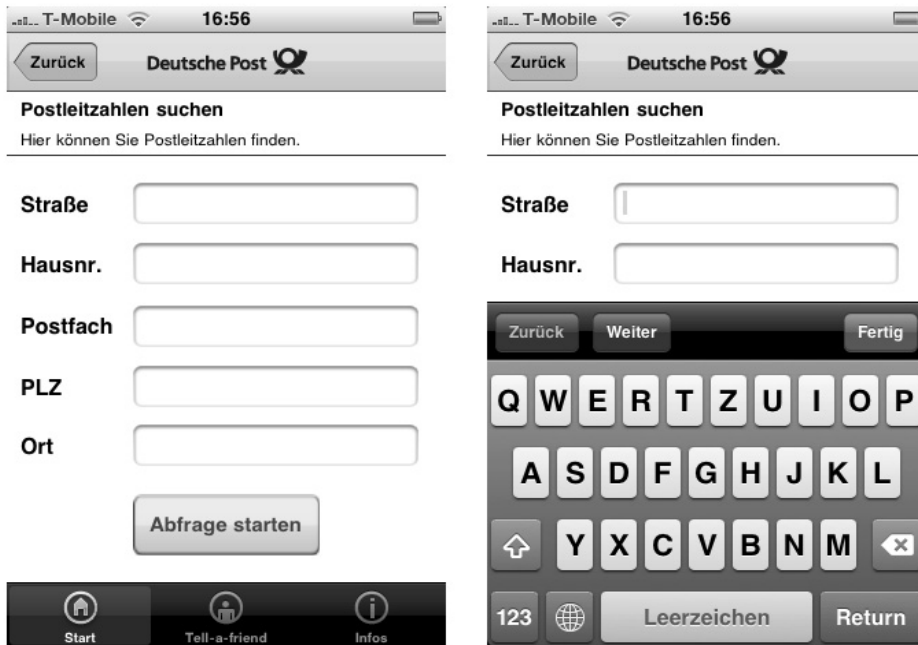 T-Mobile 16:56
Zurück Deutsche Post
Postleitzahlen suchen
Hier können Sie Postleitzahlen finden.
Straße
Hausnr.
Postfach
PLZ
Ort
Abfrage starten
Start Tell-a-friend Infos
T-Mobile 16:56
Zurück Deutsche Post
Postleitzahlen suchen
Hier können Sie Postleitzahlen finden.
Straße
Hausnr.
Zurück Weiter Fertig
Q W E R T Z U I O P
A S D F G H J K L
Y X C V B N M
123 Leerzeichen Return